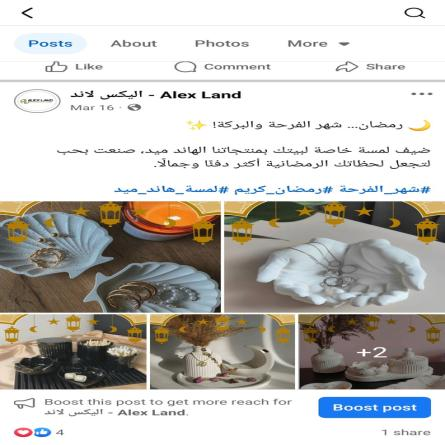 Posts
About
Photos
More
Like
Comment
Share
اليكس لاند - Alex Land
Mar 16
🌙 رمضان... شهر الفرحة والبركة! ✨
ضيف لمسة خاصة لبيتك بمنتجاتنا الهاند ميد، صنعت بحب
لتجعل لحظاتك الرمضانية أكثر دفئا وجمالًا.
#شهر_الفرحة #رمضان_كريم #لمسة_هاند_ميد
+2
Boost this post to get more reach for
اليكس لاند - Alex Land.
Boost post
4
1 share